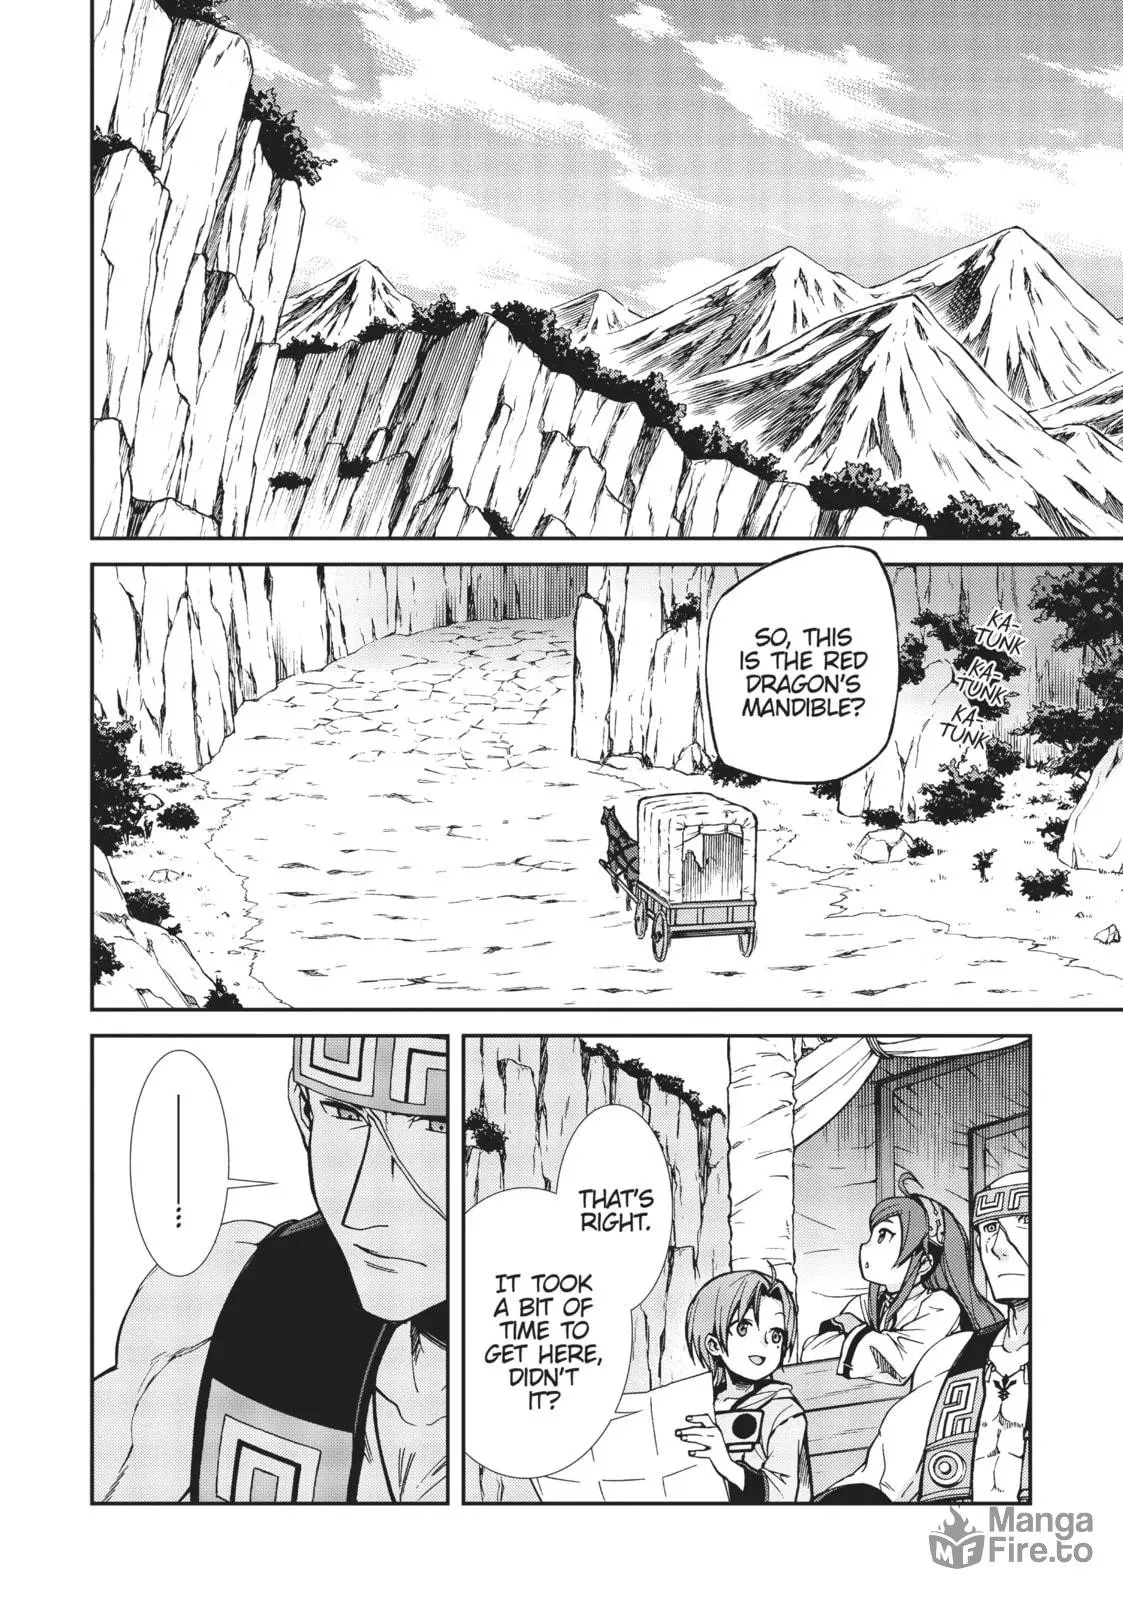 KA-
TUNK
KA-
TUNK
KA-
TUNK
SO, THIS
IS THE RED
DRAGON'S
MANDIBLE?
THAT'S
RIGHT.
IT TOOK
A BIT OF
TIME TO
GET HERE,
DIDN'T
IT?
—...
Manga
MF Fire.to